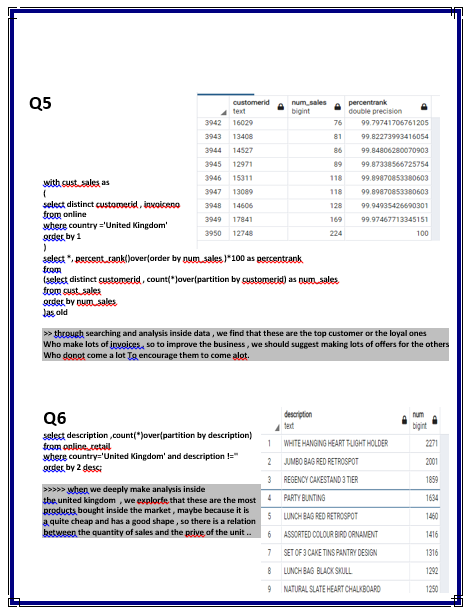 Q5
customerid num_sales percentrank
text bigint double precision
3942 16029 76 99.79741706761205
3943 13408 81 99.82273993416054
3944 14527 86 99.84806280070903
3945 12971 89 99.87338566725754
3946 15311 118 99.89870853380603
3947 13089 118 99.89870853380603
3948 14606 128 99.94935426690301
3949 17841 169 99.97467713345151
3950 12748 224 100
with cust_sales as
(
select distinct customerid , invoiceno
from online
where country ='United Kingdom'
order by 1
)
select *, percent_rank()over(order by num_sales )*100 as percentrank
from
(select distinct customerid , count(*)over(partition by customerid) as num_sales
from cust_sales
order by num_sales
)as old
>> through searching and analysis inside data , we find that these are the top customer or the loyal ones
Who make lots of invoices , so to improve the business , we should suggest making lots of offers for the others
Who donot come a lot To encourage them to come alot.
Q6
select description ,count(*)over(partition by description)
from online_retail
where country='United Kingdom' and description !=''
order by 2 desc;
>>>>> when we deeply make analysis inside
the united kingdom , we explorfe that these are the most
products bought inside the market , maybe because it is
a quite cheap and has a good shape , so there is a relation
between the quantity of sales and the prive of the unit ..
description num
text bigint
1 WHITE HANGING HEART T-LIGHT HOLDER 2271
2 JUMBO BAG RED RETROSPOT 2001
3 REGENCY CAKESTAND 3 TIER 1859
4 PARTY BUNTING 1634
5 LUNCH BAG RED RETROSPOT 1460
6 ASSORTED COLOUR BIRD ORNAMENT 1416
7 SET OF 3 CAKE TINS PANTRY DESIGN 1316
8 LUNCH BAG BLACK SKULL. 1292
9 NATURAL SLATE HEART CHALKBOARD 1250